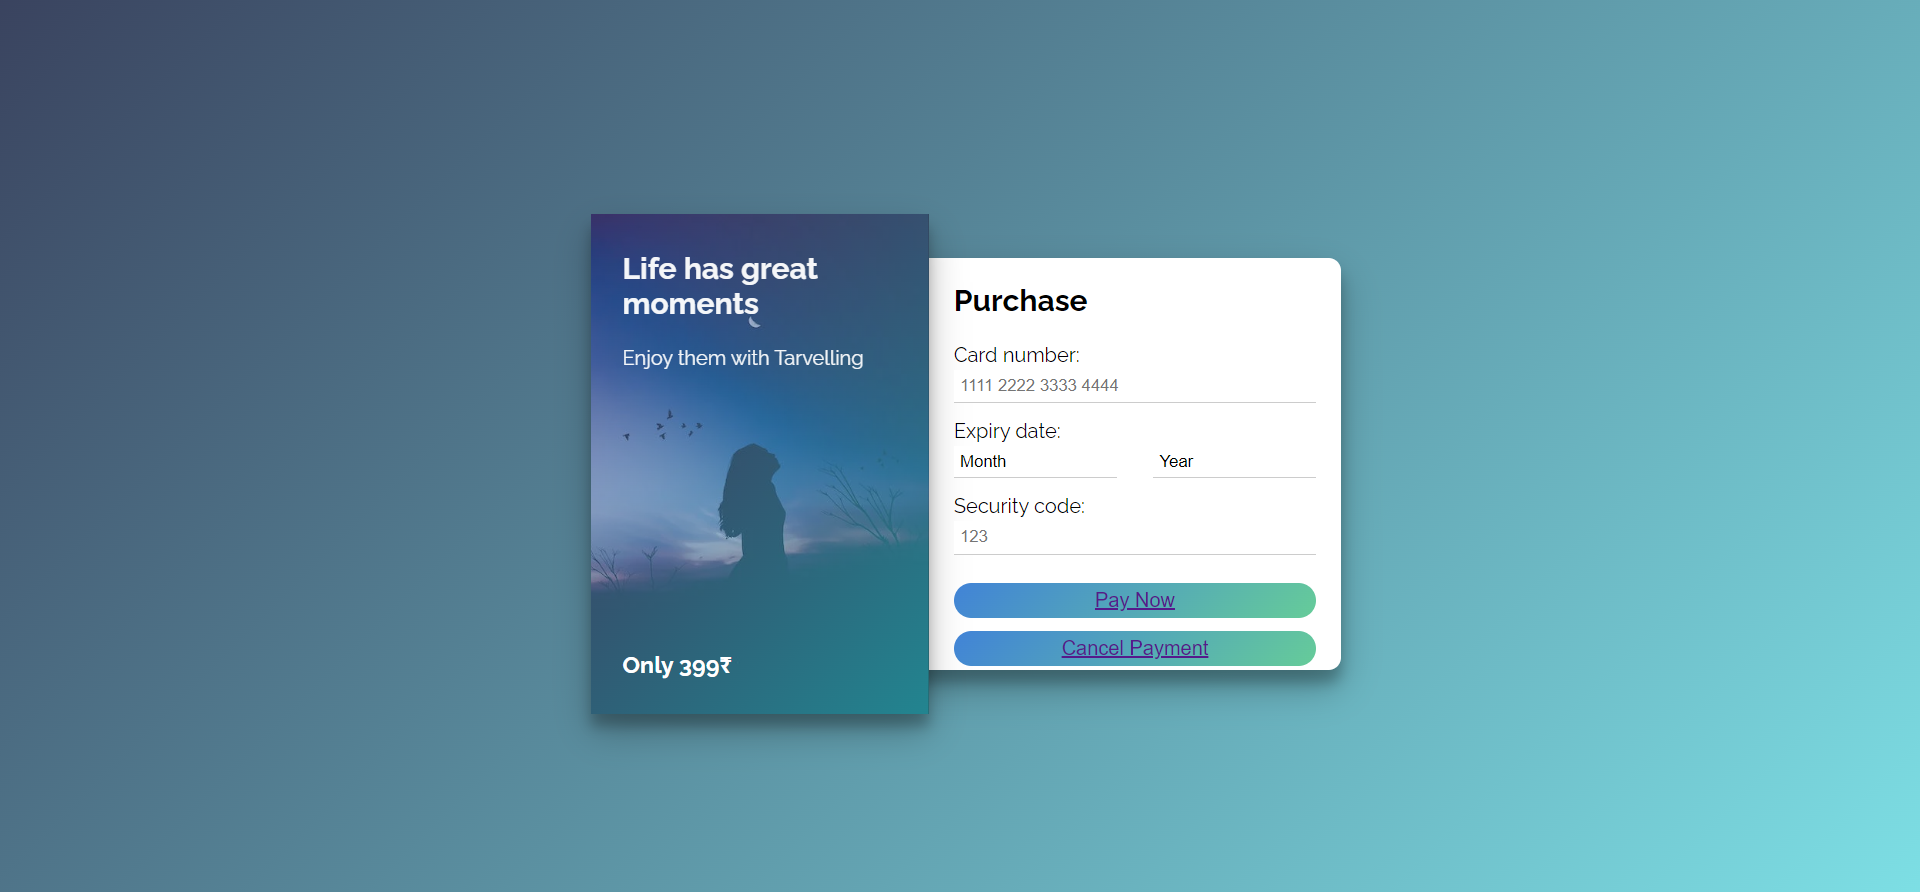 Life has great
moments
Enjoy them with Tarvelling
Only 399₹
Purchase
Card number:
1111 2222 3333 4444
Expiry date:
Month Year
Security code:
123
Pay Now
Cancel Payment